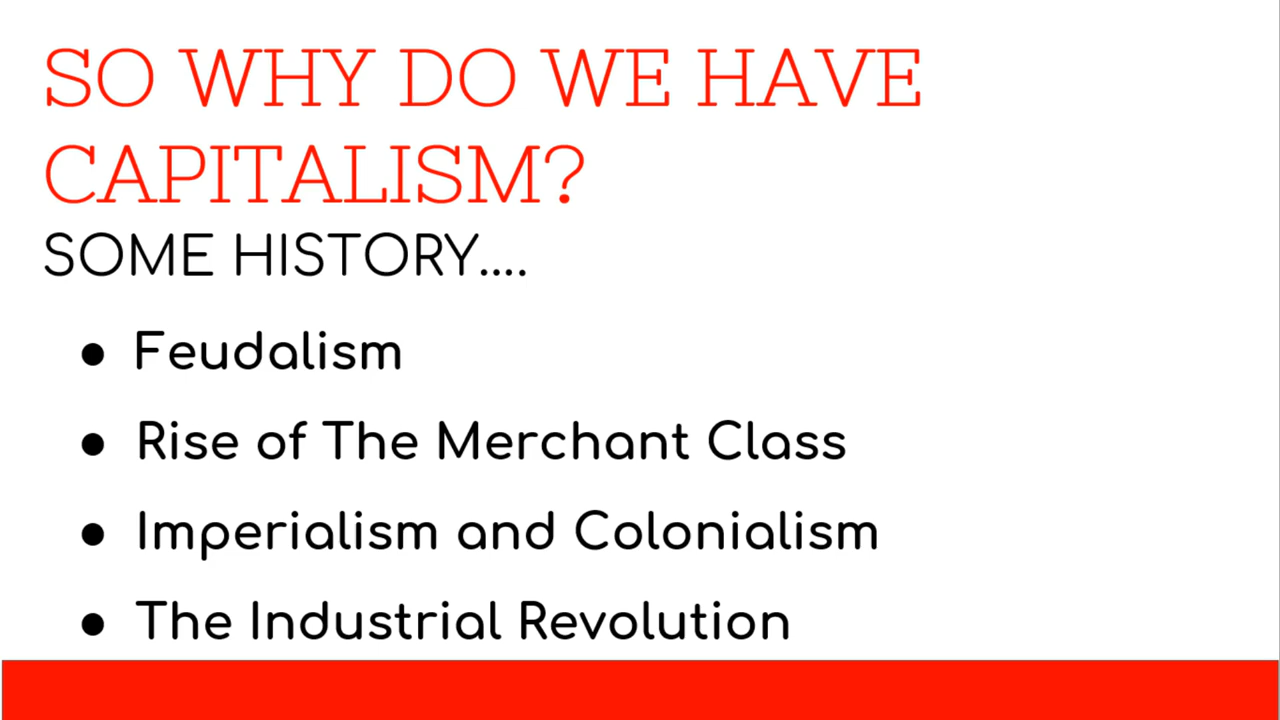 SO WHY DO WE HAVE
CAPITALISM?
SOME HISTORY....
● Feudalism
● Rise of The Merchant Class
● Imperialism and Colonialism
● The Industrial Revolution